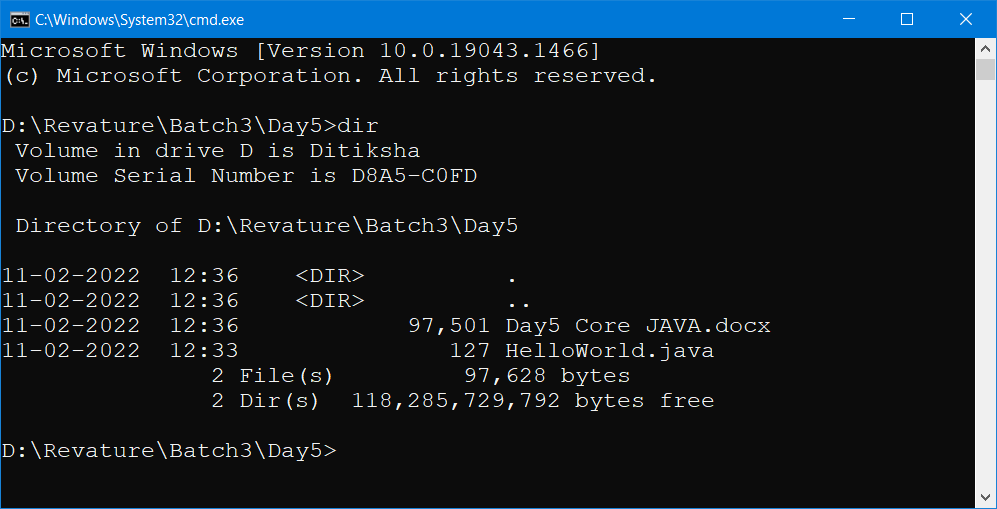 C:\Windows\System32\cmd.exe
Microsoft Windows [Version 10.0.19043.1466]
(c) Microsoft Corporation. All rights reserved.
D:\Revature\Batch3\Day5>dir
 Volume in drive D is Ditiksha
 Volume Serial Number is D8A5-C0FD
 Directory of D:\Revature\Batch3\Day5
11-02-2022  12:36    <DIR>          .
11-02-2022  12:36    <DIR>          ..
11-02-2022  12:36            97,501 Day5 Core JAVA.docx
11-02-2022  12:33               127 HelloWorld.java
               2 File(s)         97,628 bytes
               2 Dir(s)  118,285,729,792 bytes free
D:\Revature\Batch3\Day5>